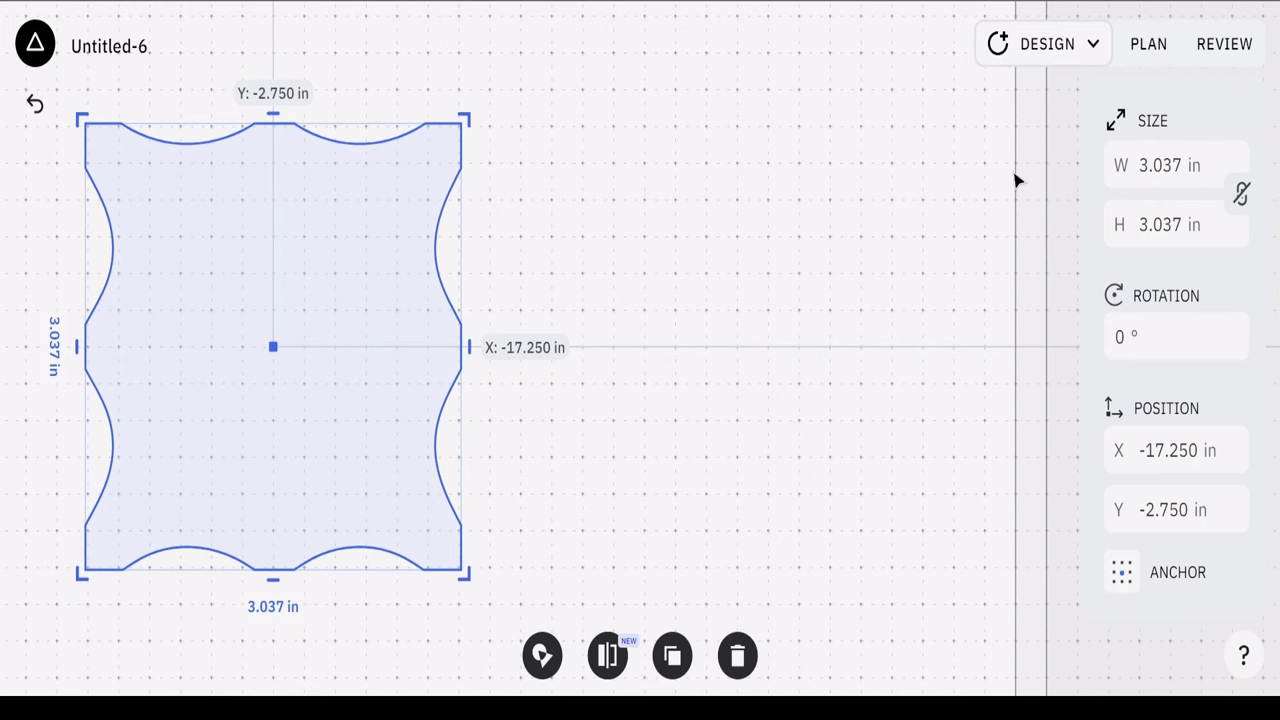 Untitled-6
DESIGN
PLAN
REVIEW
Y: -2.750 in
X: -17.250 in
3.037 in
3.037 in
SIZE
W 3.037 in
H 3.037 in
ROTATION
0 °
POSITION
X -17.250 in
Y -2.750 in
ANCHOR
NEW
?